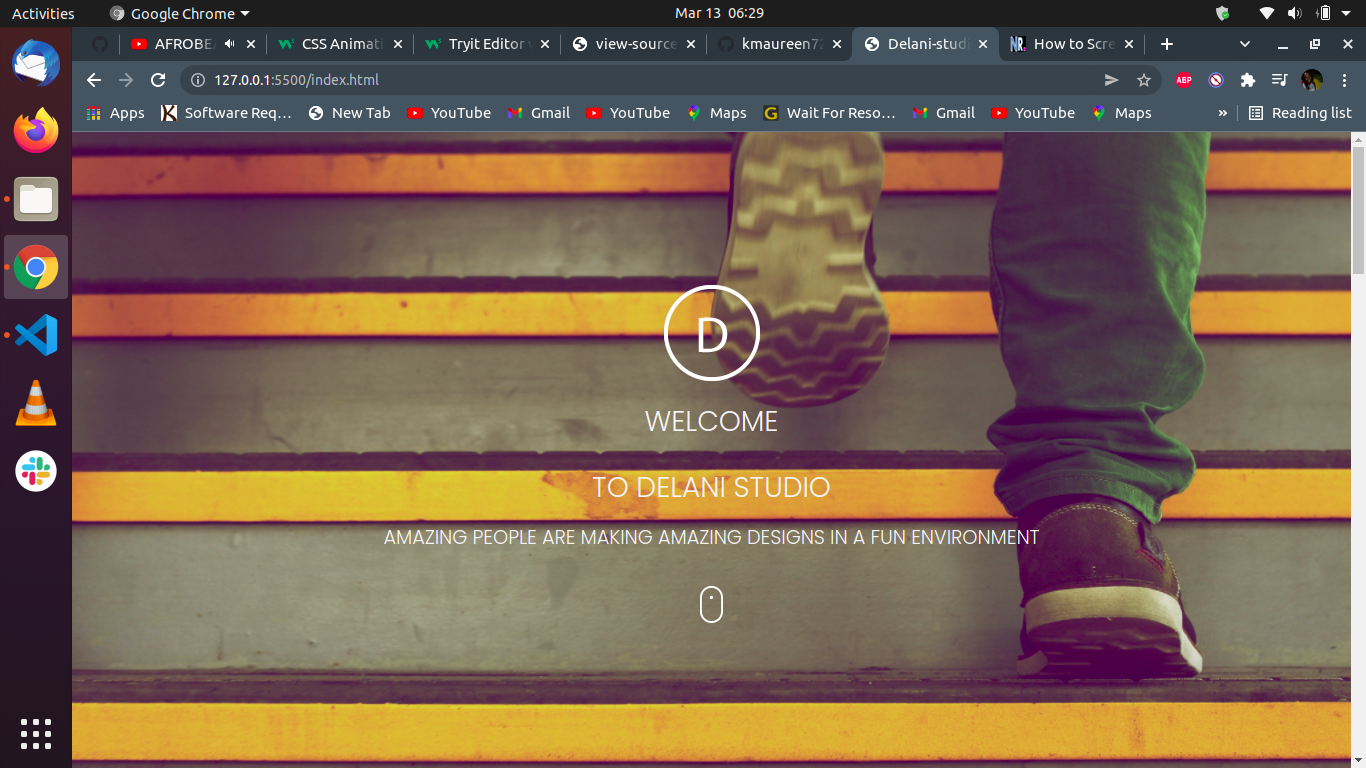 Activities
Google Chrome
Mar 13 06:29
AFROBE
CSS Animati
Tryit Editor
view-source
kmaureen72
Delani-studi
How to Scre
127.0.0.1:5500/index.html
ABP
Apps
Software Req…
New Tab
YouTube
Gmail
YouTube
Maps
Wait For Reso…
Gmail
YouTube
Maps
»
Reading list
D
WELCOME
TO DELANI STUDIO
AMAZING PEOPLE ARE MAKING AMAZING DESIGNS IN A FUN ENVIRONMENT